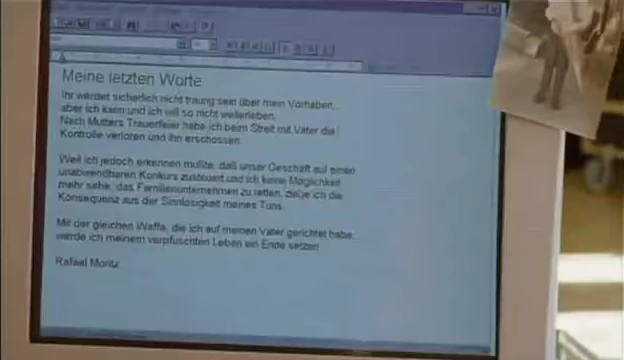 Meine letzten Worte
Ihr werdet sicherlich nicht traurig sein über mein Vorhaben,
aber ich kann und ich will so nicht weiterleben.
Nach Mutters Trauerfeier habe ich beim Streit mit Vater die
Kontrolle verloren und ihn erschossen.
Weil ich jedoch erkennen mußte, daß unser Geschäft auf einen
unabwendbaren Konkurs zusteuert und ich keine Möglichkeit
mehr sehe, das Familienunternehmen zu retten, ziehe ich die
Konsequenz aus der Sinnlosigkeit meines Tuns.
Mit der gleichen Waffe, die ich auf meinen Vater gerichtet habe,
werde ich meinem verpfuschten Leben ein Ende setzen.
Rafael Moritz